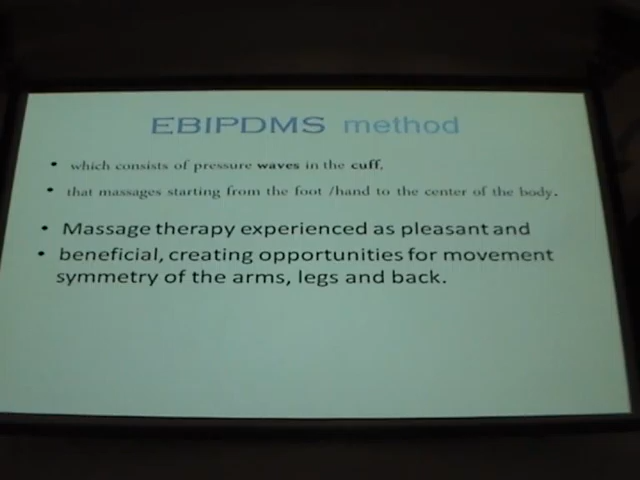 EBIPDMS method
• which consists of pressure waves in the cuff,
• that massages starting from the foot /hand to the center of the body.
• Massage therapy experienced as pleasant and
• beneficial, creating opportunities for movement
symmetry of the arms, legs and back.